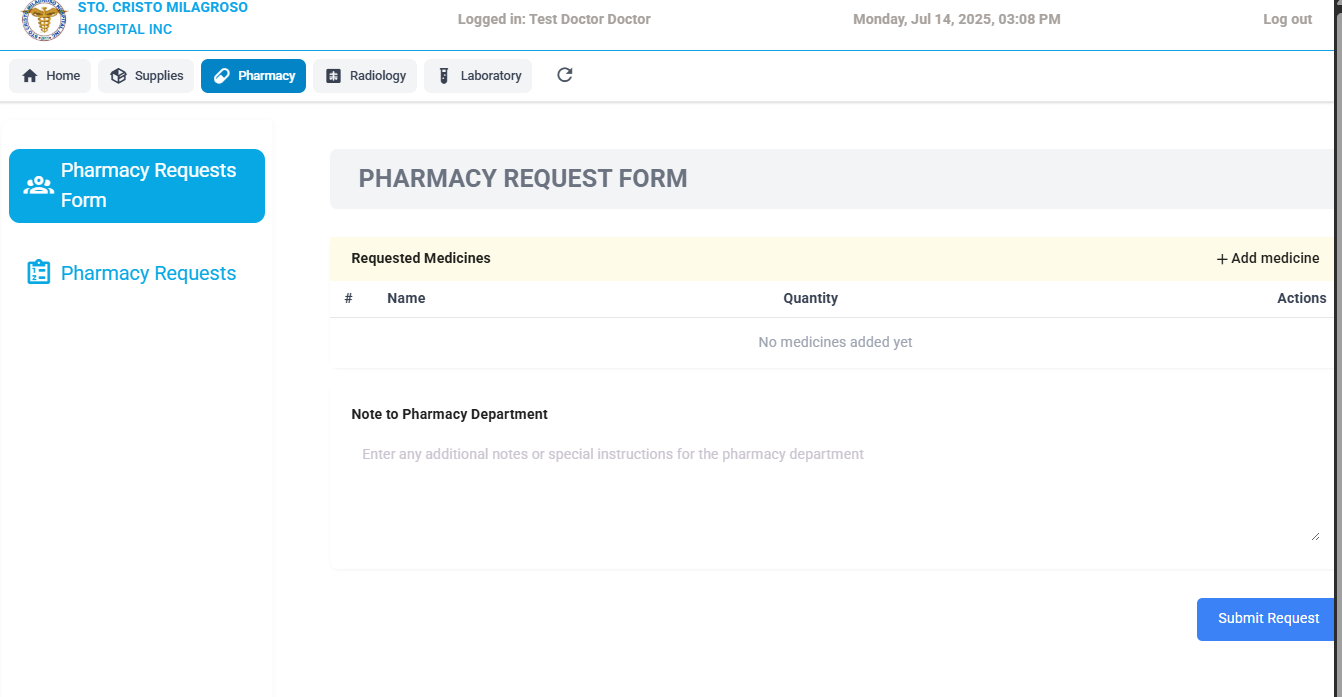 STO. CRISTO MILAGROSO
HOSPITAL INC
Logged in: Test Doctor Doctor
Monday, Jul 14, 2025, 03:08 PM
Log out
Home
Supplies
Pharmacy
Radiology
Laboratory
Pharmacy Requests
Form
Pharmacy Requests
PHARMACY REQUEST FORM
Requested Medicines
+ Add medicine
# Name Quantity Actions
No medicines added yet
Note to Pharmacy Department
Enter any additional notes or special instructions for the pharmacy department
Submit Request